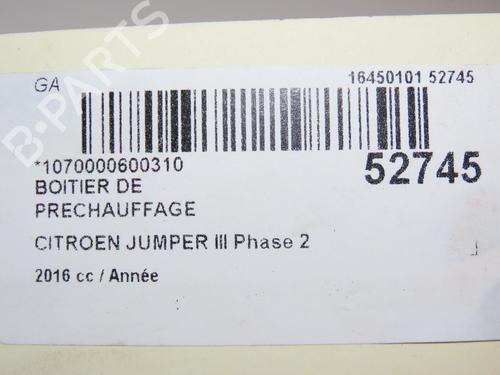 GA
16450101 52745
*1070000600310
52745
BOITIER DE
PRECHAUFFAGE
CITROEN JUMPER III Phase 2
2016 cc / Année
B-PARTS